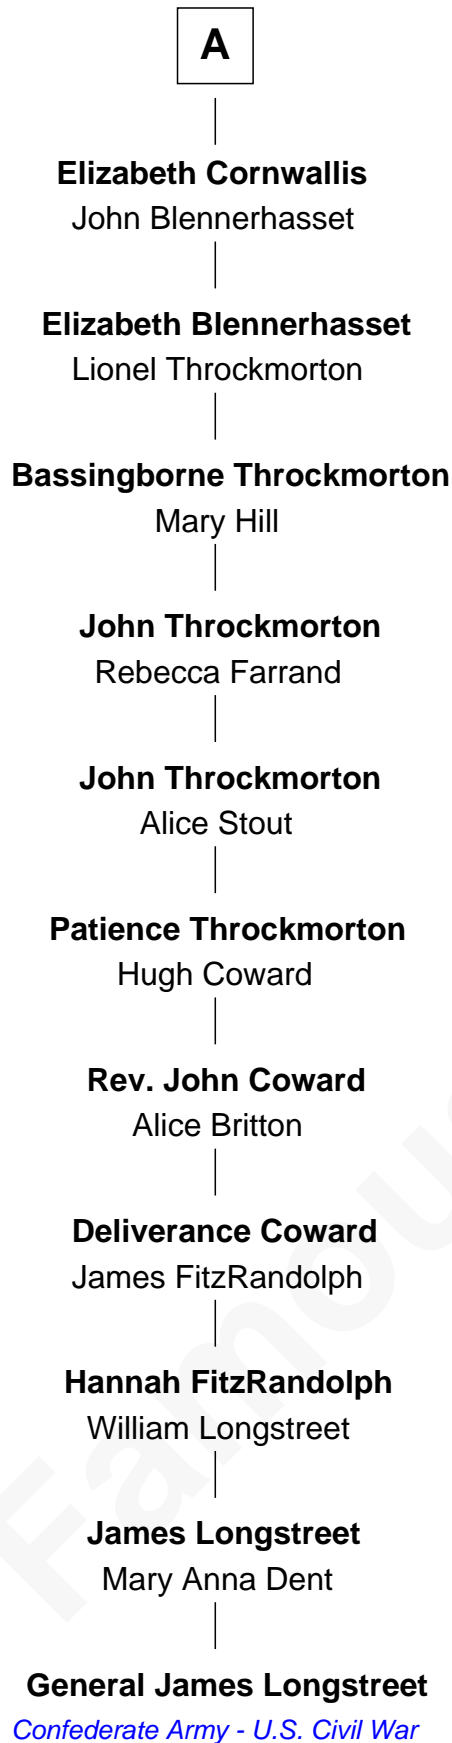 A
Elizabeth Cornwallis
John Blennerhasset
Elizabeth Blennerhasset
Lionel Throckmorton
Bassingborne Throckmorton
Mary Hill
John Throckmorton
Rebecca Farrand
John Throckmorton
Alice Stout
Patience Throckmorton
Hugh Coward
Rev. John Coward
Alice Britton
Deliverance Coward
James FitzRandolph
Hannah FitzRandolph
William Longstreet
James Longstreet
Mary Anna Dent
General James Longstreet
Confederate Army - U.S. Civil War
Famous